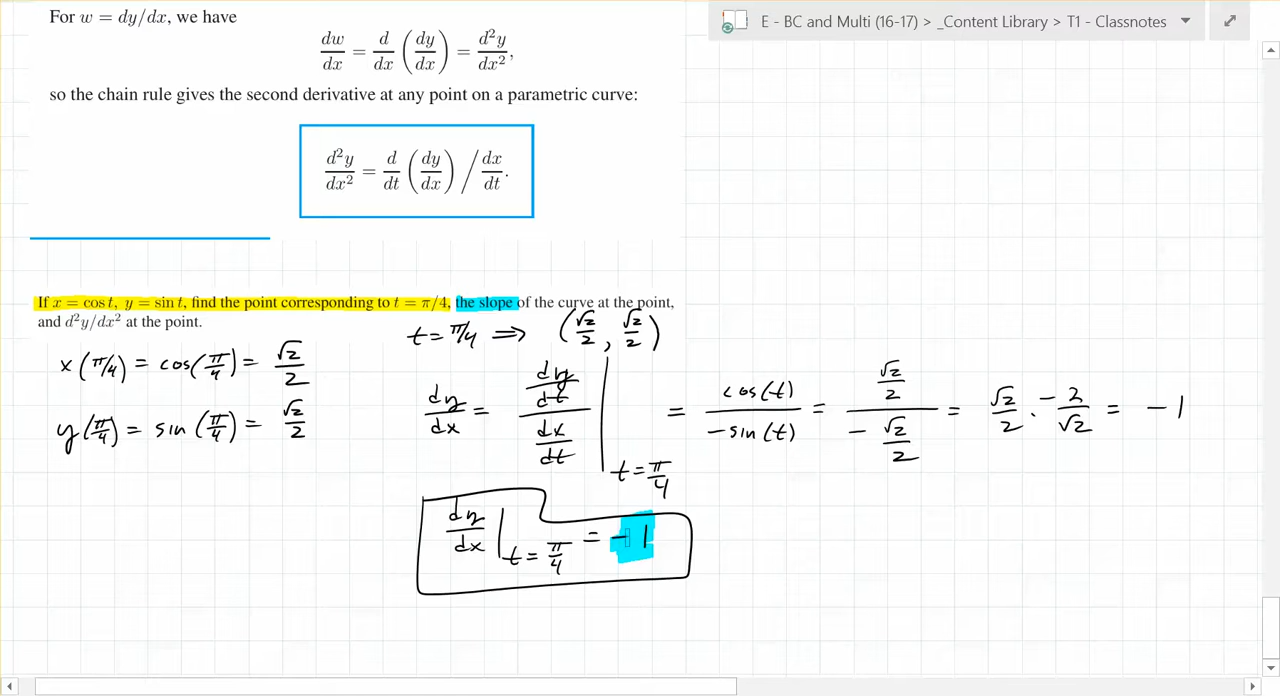 For w = dy/dx, we have
E - BC and Multi (16-17) > _Content Library > T1 - Classnotes
dw/dx = d/dx (dy/dx) = d²y/dx²,
so the chain rule gives the second derivative at any point on a parametric curve:
d²y/dx² = d/dt (dy/dx) / dx/dt.
If x = cos t, y = sin t, find the point corresponding to t = π/4, the slope of the curve at the point,
and d²y/dx² at the point.
t = π/4 ⇒ (√2/2, √2/2)
x(π/4) = cos(π/4) = √2/2
y(π/4) = sin(π/4) = √2/2
dy/dx = (dy/dt)/(dx/dt) | t = π/4 = cos(t)/-sin(t) = (√2/2)/(-√2/2) = √2/2 · -2/√2 = -1
dy/dx | t = π/4 = -1